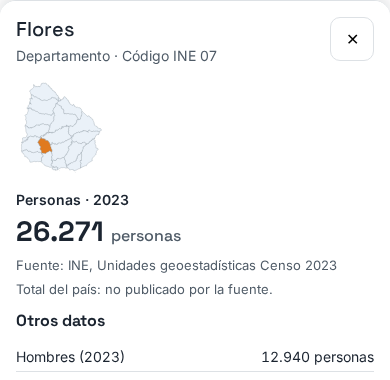 Flores
Departamento · Código INE 07
✕
Personas · 2023
26.271 personas
Fuente: INE, Unidades geoestadísticas Censo 2023
Total del país: no publicado por la fuente.
Otros datos
Hombres (2023) 12.940 personas